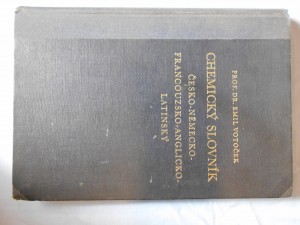 PROF. DR. EMIL VOTOČEK
CHEMICKÝ SLOVNÍK
ČESKO-NĚMECKO-
FRANCOUZSKO-ANGLICKO-
LATINSKÝ